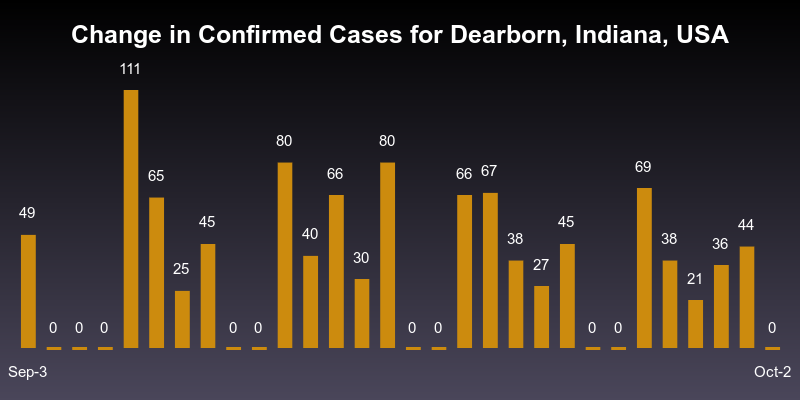 Change in Confirmed Cases for Dearborn, Indiana, USA
49 0 0 0 111 65 25 45 0 0 80 40 66 30 80 0 0 66 67 38 27 45 0 0 69 38 21 36 44 0
Sep-3 Oct-2